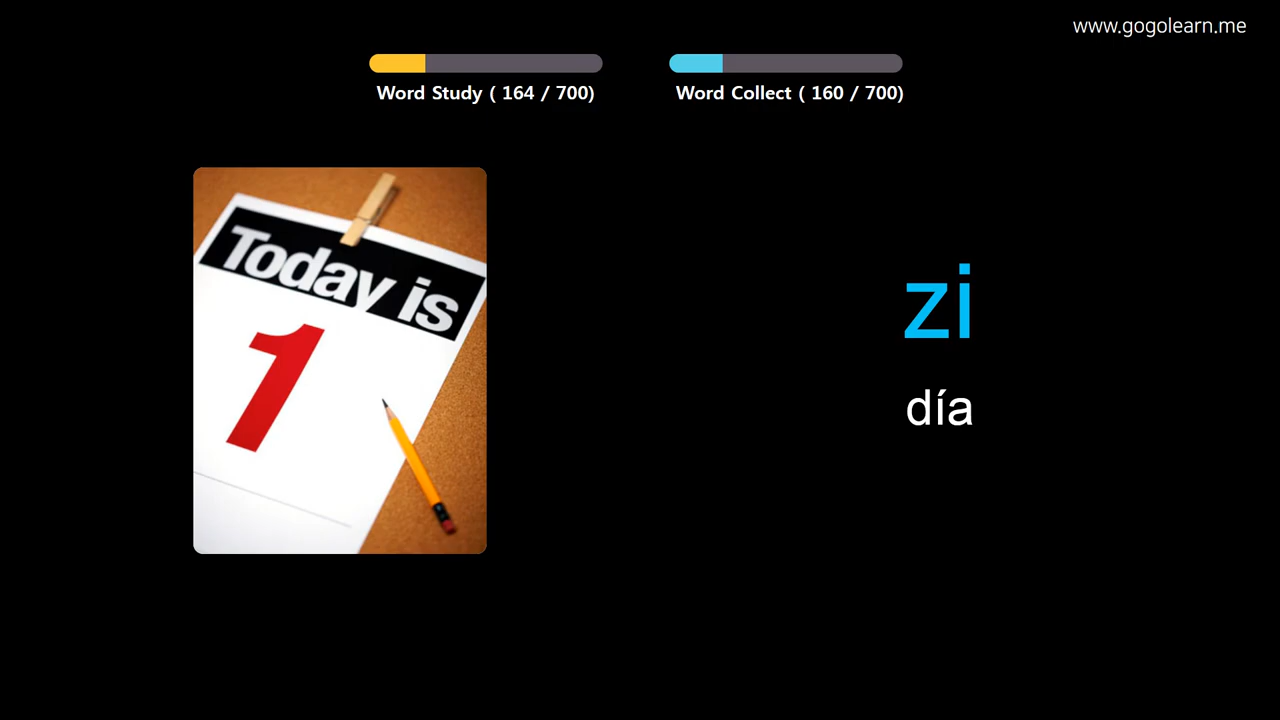 www.gogolearn.me
Word Study ( 164 / 700)
Word Collect ( 160 / 700)
Today is
1
zi
día